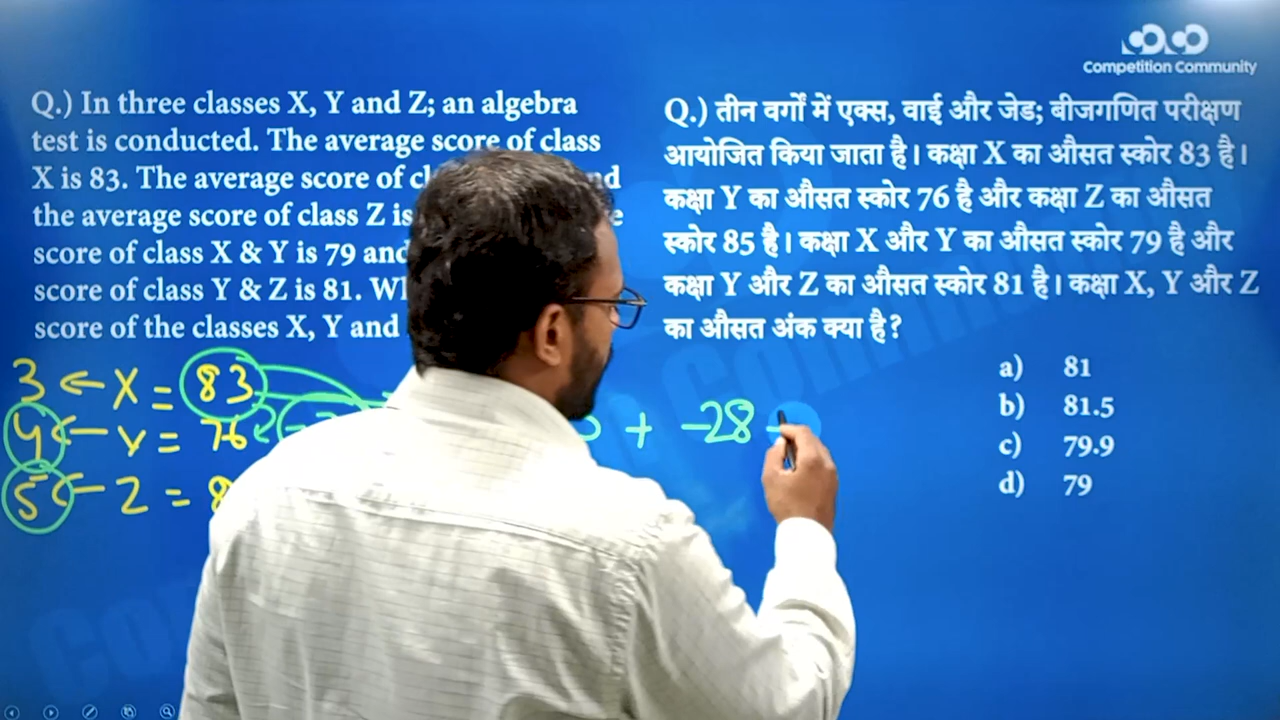 Competition Community
Q.) In three classes X, Y and Z; an algebra
test is conducted. The average score of class
X is 83. The average score of
the average score of class Z is
score of class X & Y is 79 and
score of class Y & Z is 81.
score of the classes X, Y and
Q.) तीन वर्गों में एक्स, वाई और जेड; बीजगणित परीक्षण
आयोजित किया जाता है। कक्षा X का औसत स्कोर 83 है।
कक्षा Y का औसत स्कोर 76 है और कक्षा Z का औसत
स्कोर 85 है। कक्षा X और Y का औसत स्कोर 79 है और
कक्षा Y और Z का औसत स्कोर 81 है। कक्षा X, Y और Z
का औसत अंक क्या है?
a) 81
b) 81.5
c) 79.9
d) 79
3 ← X = 83
4 ← Y = 76
5 ← Z =
+ -28